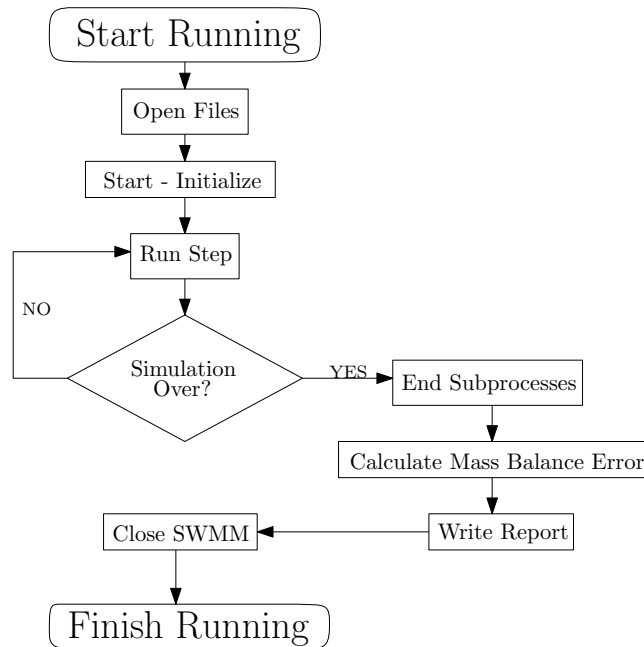 Start Running
Open Files
Start - Initialize
Run Step
NO
Simulation
Over?
YES
End Subprocesses
Calculate Mass Balance Error
Write Report
Close SWMM
Finish Running